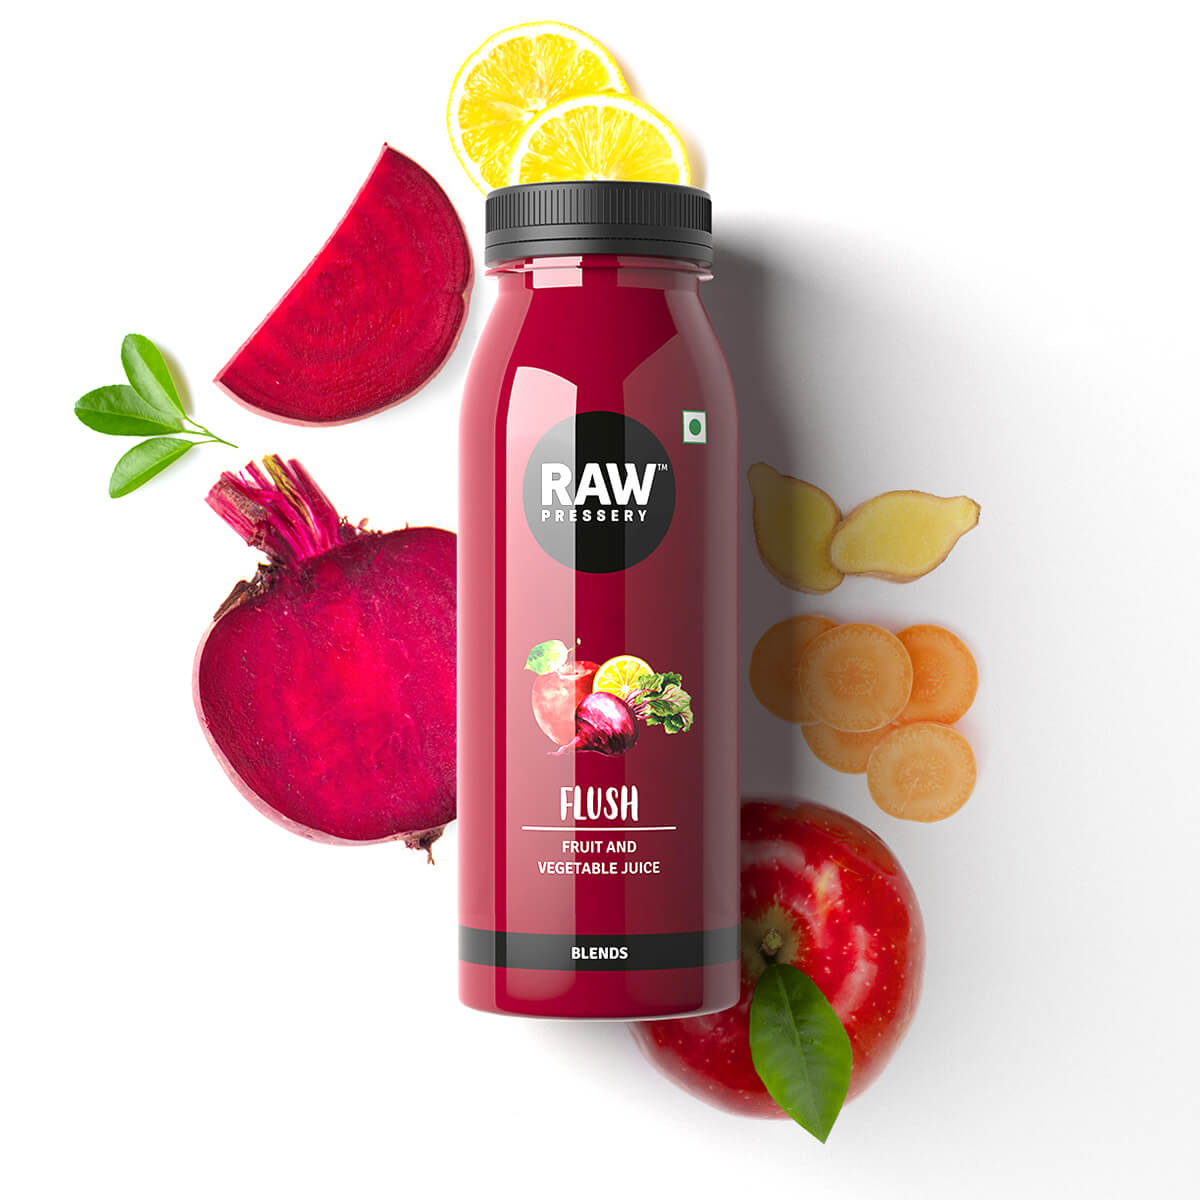 RAW™
PRESSERY
FLUSH
FRUIT AND
VEGETABLE JUICE
BLENDS